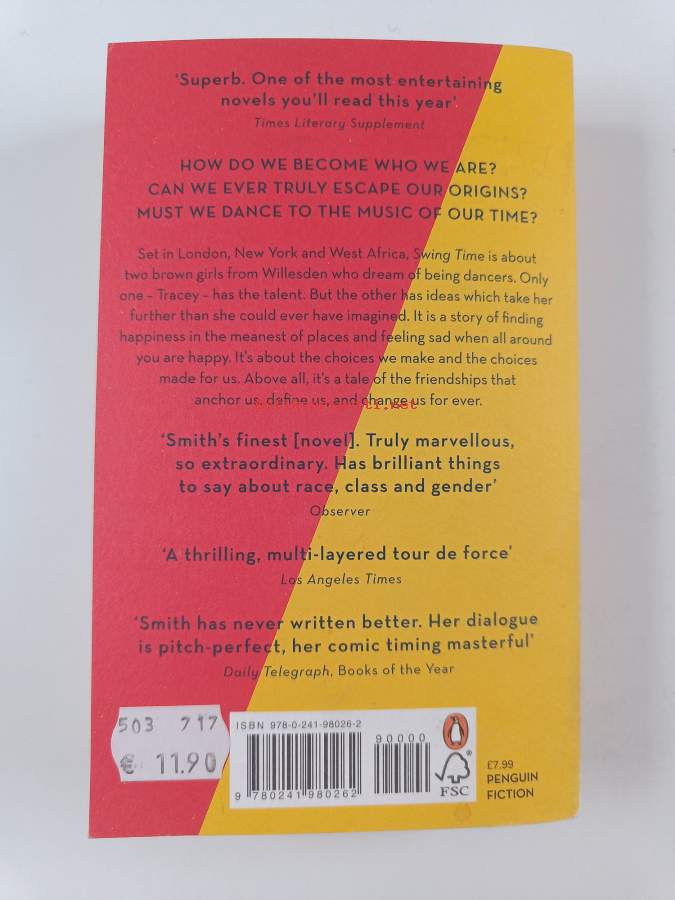 ‘Superb. One of the most entertaining
novels you’ll read this year’
Times Literary Supplement
HOW DO WE BECOME WHO WE ARE?
CAN WE EVER TRULY ESCAPE OUR ORIGINS?
MUST WE DANCE TO THE MUSIC OF OUR TIME?
Set in London, New York and West Africa, Swing Time is about
two brown girls from Willesden who dream of being dancers. Only
one – Tracey – has the talent. But the other has ideas which take her
further than she could ever have imagined. It is a story of finding
happiness in the meanest of places and feeling sad when all around
you are happy. It’s about the choices we make and the choices
made for us. Above all, it’s a tale of the friendships that
anchor us, define us, and change us for ever.
‘Smith’s finest [novel]. Truly marvellous,
so extraordinary. Has brilliant things
to say about race, class and gender’
Observer
‘A thrilling, multi-layered tour de force’
Los Angeles Times
‘Smith has never written better. Her dialogue
is pitch-perfect, her comic timing masterful’
Daily Telegraph, Books of the Year
503 717
€ 11.90
ISBN 978-0-241-98026-2
90000
9 780241 980262
FSC
£7.99
PENGUIN
FICTION